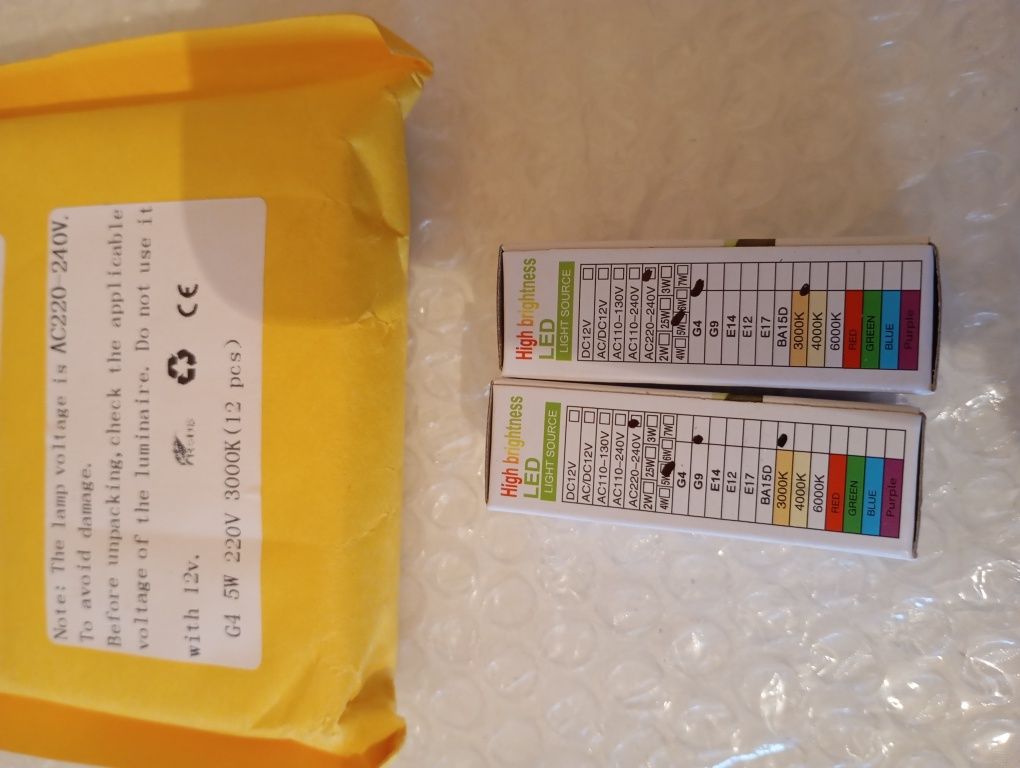 Note: The lamp voltage is AC220-240V.
To avoid damage.
Before unpacking, check the applicable
voltage of the luminaire. Do not use it
with 12v.
RoHS
CE
G4 5W 220V 3000K(12 pcs)
High brightness
LED
LIGHT SOURCE
DC12V
AC/DC12V
AC110-130V
AC110-240V
AC220-240V
2W 2.5W 3W
4W 5W 6W 7W
G4
G9
E14
E12
E17
BA15D
3000K
4000K
6000K
RED
GREEN
BLUE
Purple
High brightness
LED
LIGHT SOURCE
DC12V
AC/DC12V
AC110-130V
AC110-240V
AC220-240V
2W 2.5W 3W
4W 5W 6W 7W
G4
G9
E14
E12
E17
BA15D
3000K
4000K
6000K
RED
GREEN
BLUE
Purple